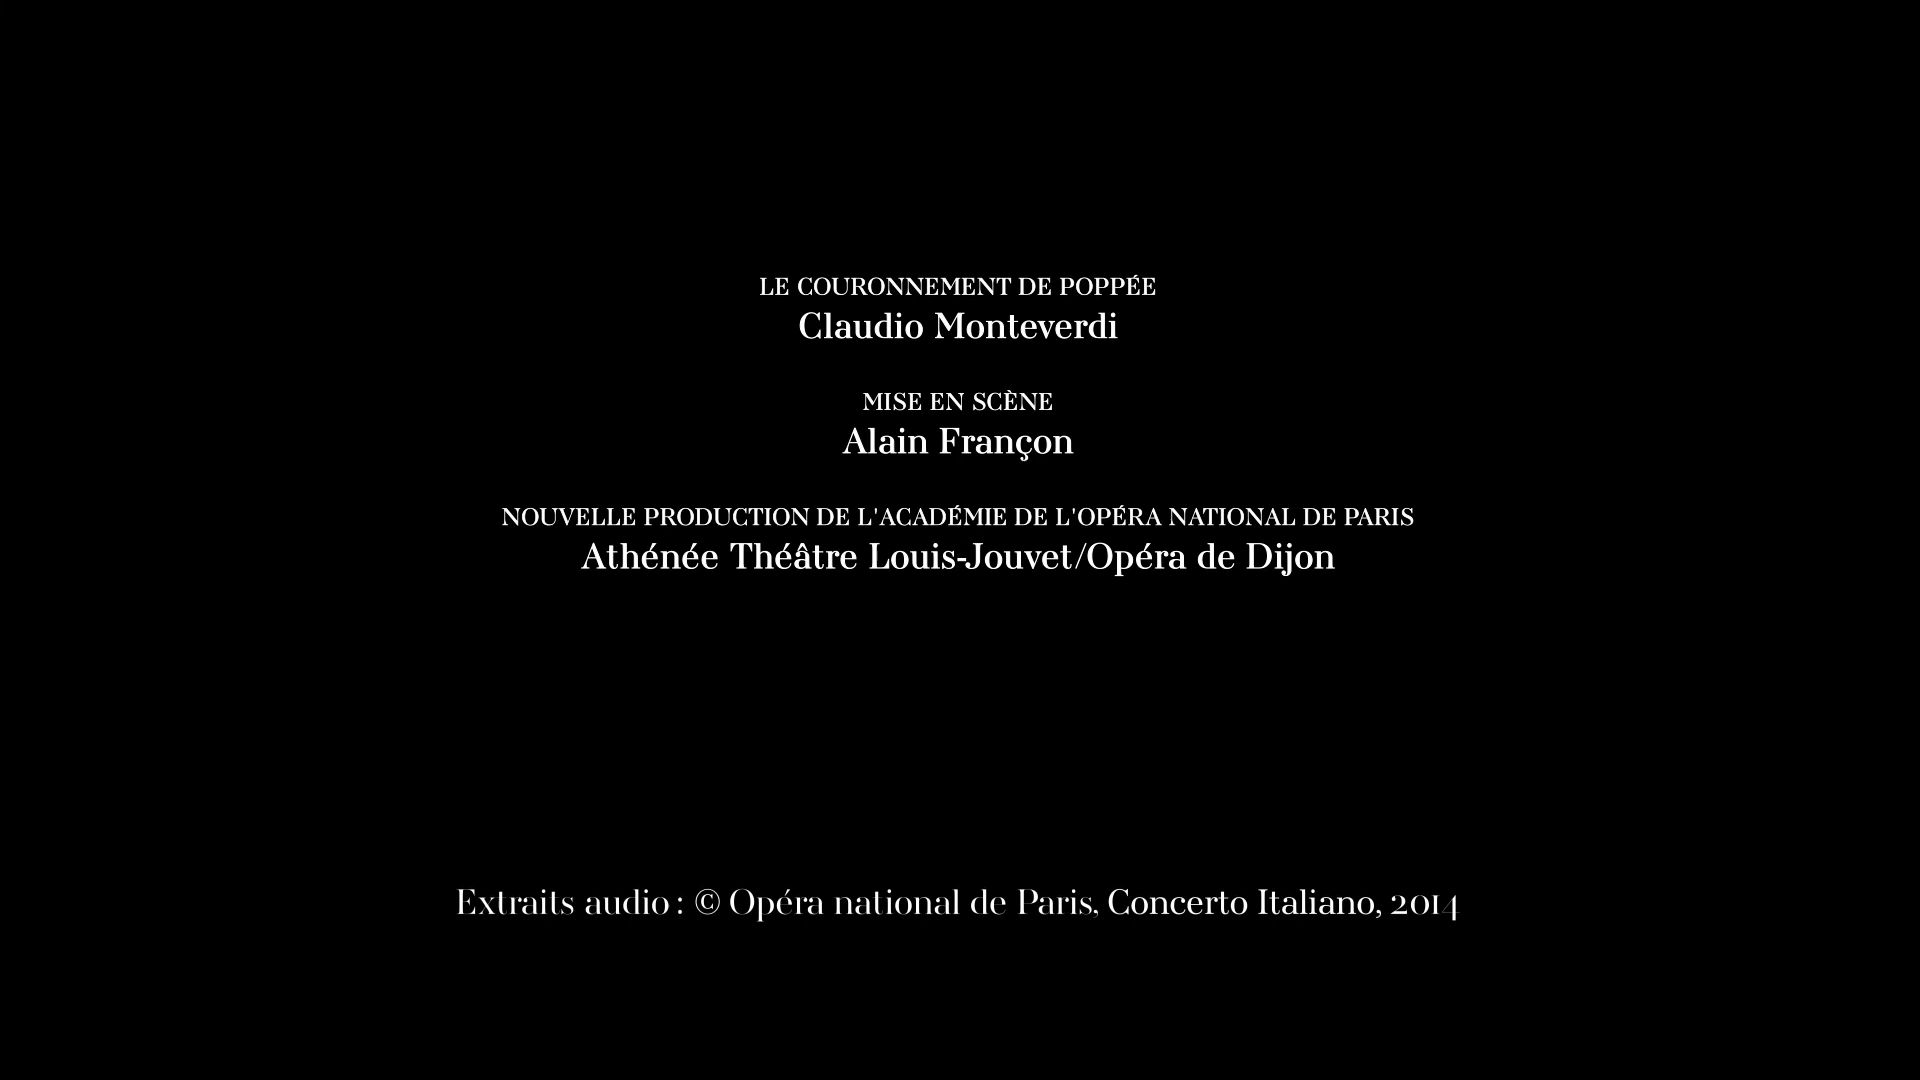 LE COURONNEMENT DE POPPÉE
Claudio Monteverdi
MISE EN SCÈNE
Alain Françon
NOUVELLE PRODUCTION DE L'ACADÉMIE DE L'OPÉRA NATIONAL DE PARIS
Athénée Théâtre Louis-Jouvet/Opéra de Dijon
Extraits audio : © Opéra national de Paris, Concerto Italiano, 2014